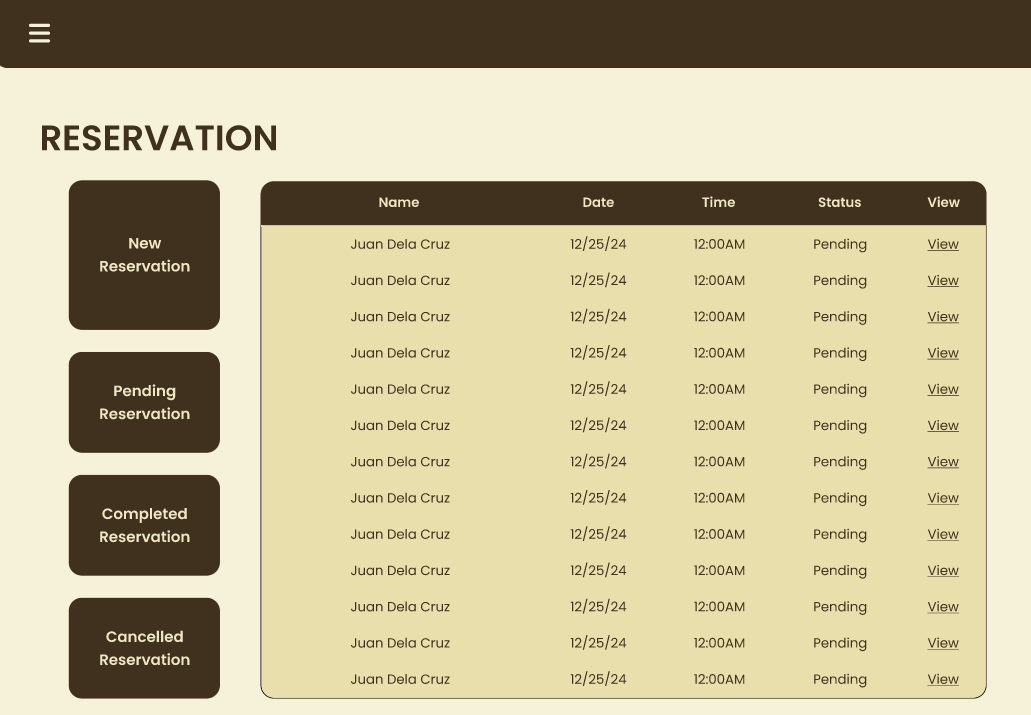 RESERVATION
New
Reservation
Pending
Reservation
Completed
Reservation
Cancelled
Reservation
Name Date Time Status View
Juan Dela Cruz 12/25/24 12:00AM Pending View
Juan Dela Cruz 12/25/24 12:00AM Pending View
Juan Dela Cruz 12/25/24 12:00AM Pending View
Juan Dela Cruz 12/25/24 12:00AM Pending View
Juan Dela Cruz 12/25/24 12:00AM Pending View
Juan Dela Cruz 12/25/24 12:00AM Pending View
Juan Dela Cruz 12/25/24 12:00AM Pending View
Juan Dela Cruz 12/25/24 12:00AM Pending View
Juan Dela Cruz 12/25/24 12:00AM Pending View
Juan Dela Cruz 12/25/24 12:00AM Pending View
Juan Dela Cruz 12/25/24 12:00AM Pending View
Juan Dela Cruz 12/25/24 12:00AM Pending View
Juan Dela Cruz 12/25/24 12:00AM Pending View